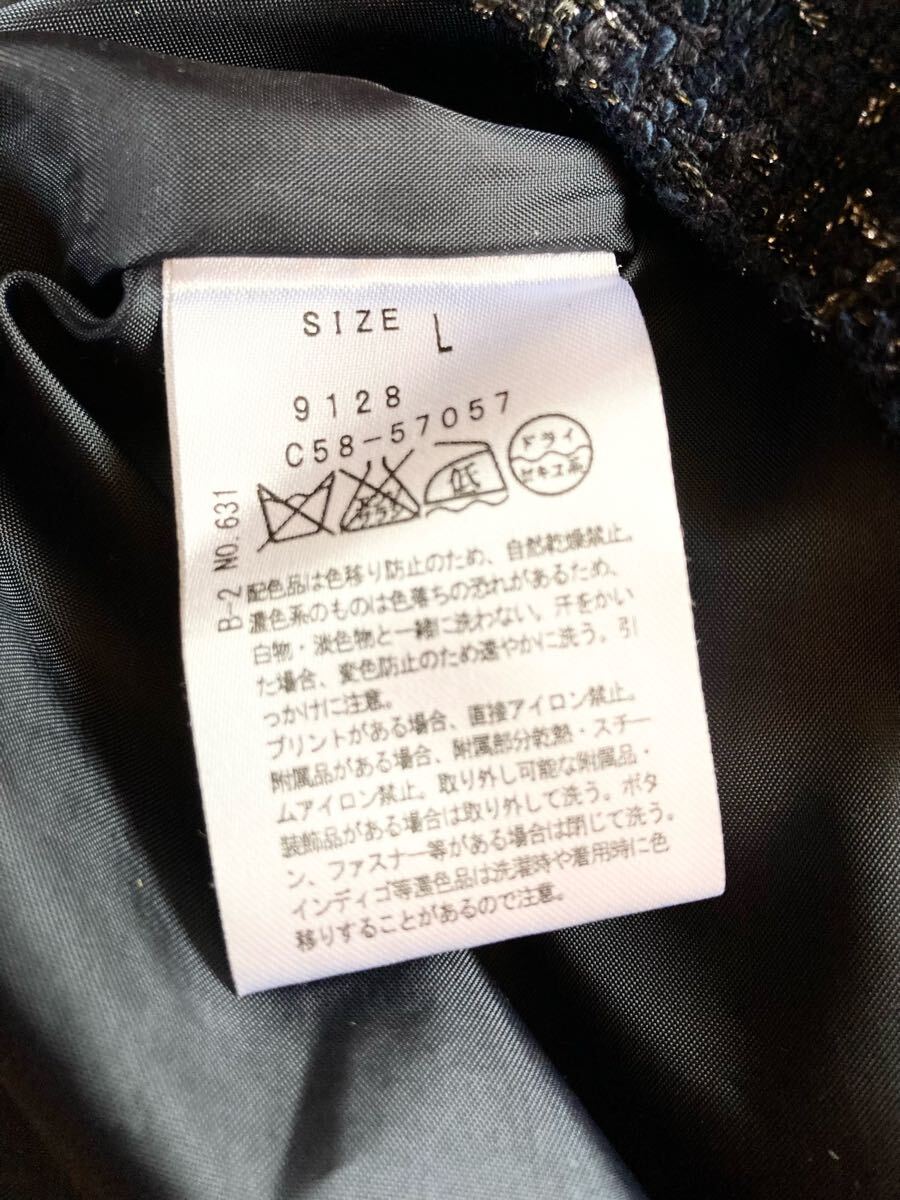 SIZE L
9128
C58-57057
エンソ サラシ
低
ドライ
セキユ系
B-2 NO.631
配色品は色移り防止のため、自然乾燥禁止。
濃色系のものは色落ちの恐れがあるため、
白物・淡色物と一緒に洗わない。汗をかい
た場合、変色防止のため速やかに洗う。引
っかけに注意。
プリントがある場合、直接アイロン禁止。
附属品がある場合、附属部分乾熱・スチー
ムアイロン禁止。取り外し可能な附属品・
装飾品がある場合は取り外して洗う。ボタ
ン、ファスナー等がある場合は閉じて洗う。
インディゴ等濃色品は洗濯時や着用時に色
移りすることがあるので注意。